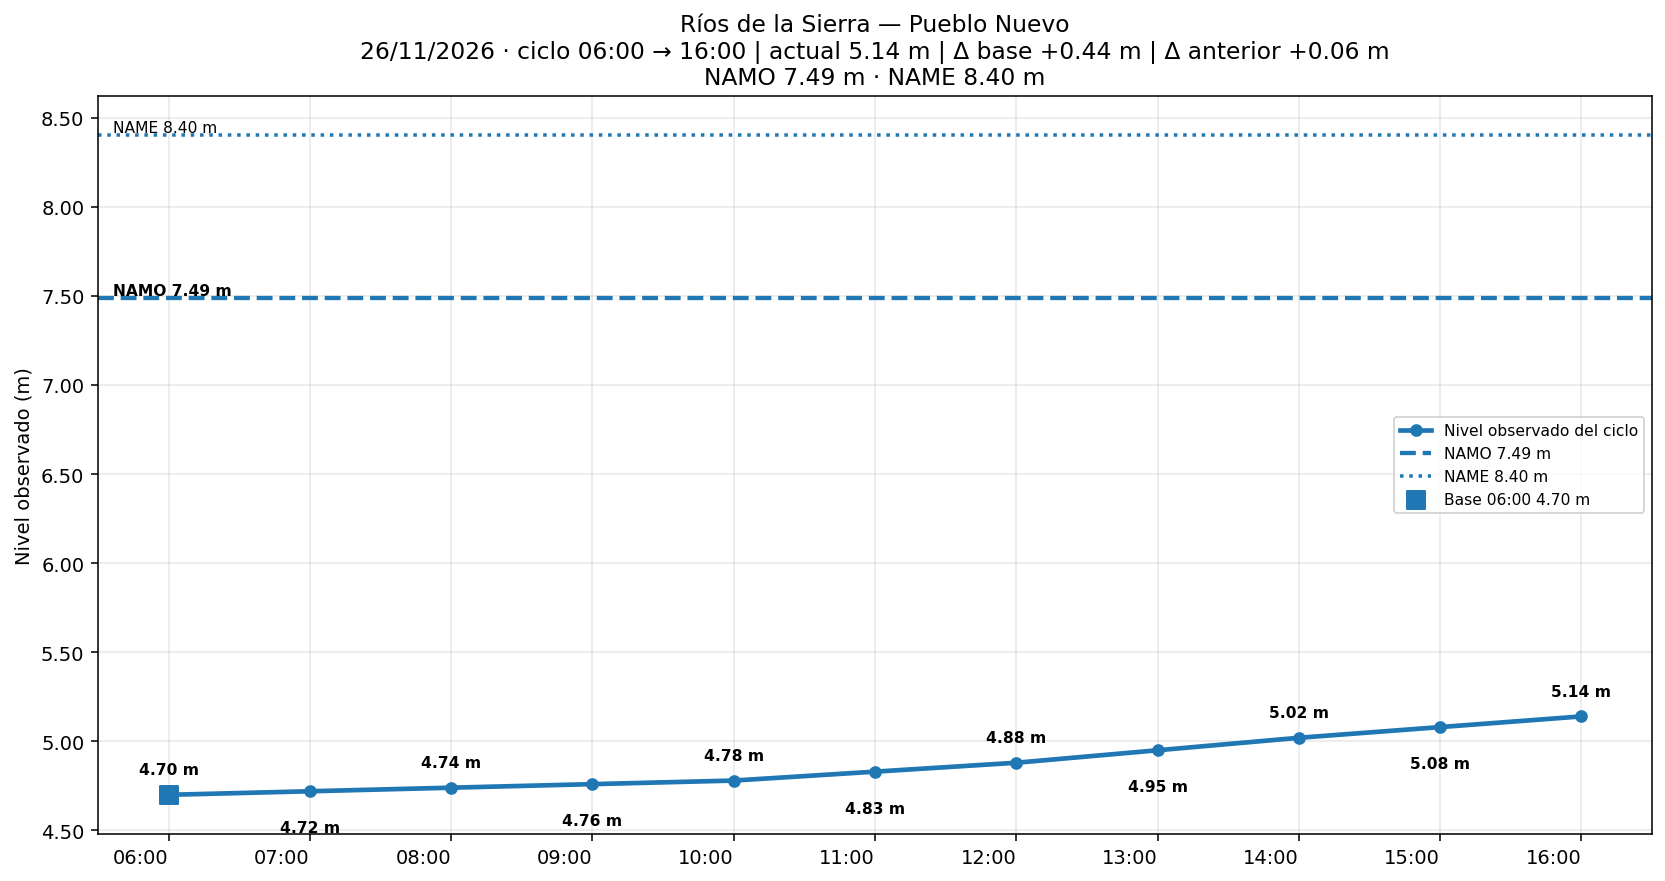 Ríos de la Sierra — Pueblo Nuevo
26/11/2026 · ciclo 06:00 → 16:00 | actual 5.14 m | Δ base +0.44 m | Δ anterior +0.06 m
NAMO 7.49 m · NAME 8.40 m
8.50
NAME 8.40 m
8.00
NAMO 7.49 m
7.50
7.00
6.50
6.00
5.50
5.00
4.50
Nivel observado (m)
Nivel observado del ciclo
NAMO 7.49 m
NAME 8.40 m
Base 06:00 4.70 m
4.70 m
4.72 m
4.74 m
4.76 m
4.78 m
4.83 m
4.88 m
4.95 m
5.02 m
5.08 m
5.14 m
06:00
07:00
08:00
09:00
10:00
11:00
12:00
13:00
14:00
15:00
16:00